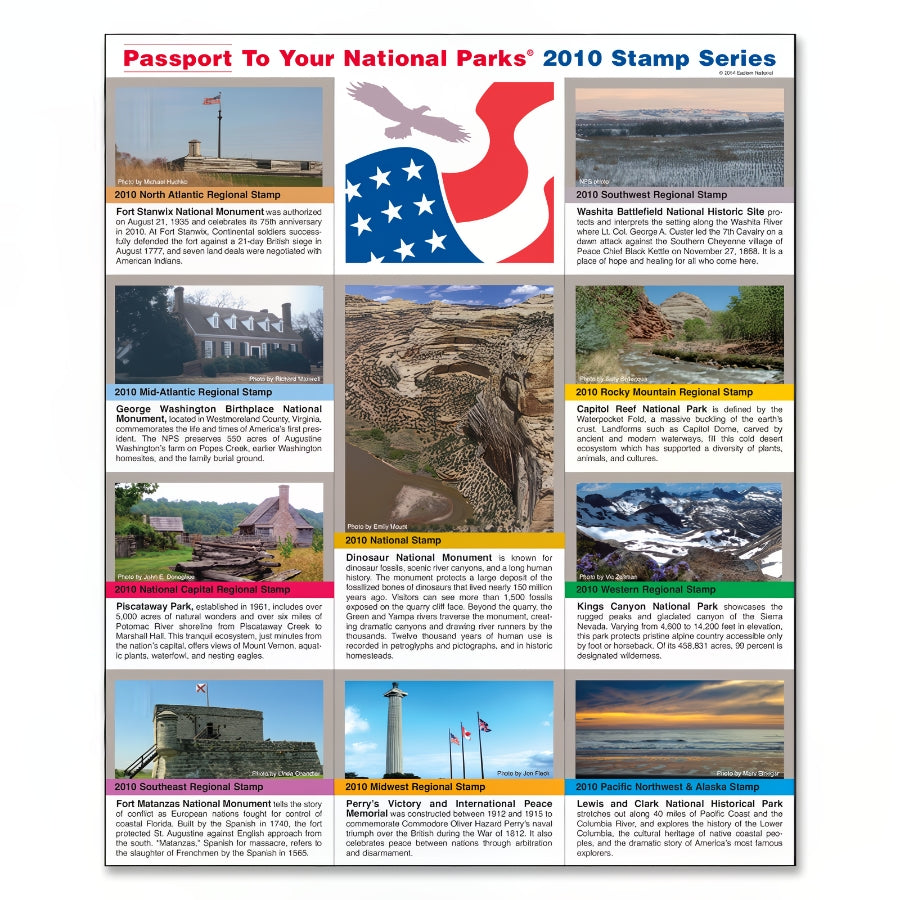 Passport To Your National Parks® 2010 Stamp Series
© 2014 Eastern National
Photo by Michael Huchko
2010 North Atlantic Regional Stamp
Fort Stanwix National Monument was authorized
on August 21, 1935 and celebrates its 75th anniversary
in 2010. At Fort Stanwix, Continental soldiers success-
fully defended the fort against a 21-day British siege in
August 1777, and seven land deals were negotiated with
American Indians.
NPS photo
2010 Southwest Regional Stamp
Washita Battlefield National Historic Site pro-
tects and interprets the setting along the Washita River
where Lt. Col. George A. Custer led the 7th Cavalry on a
dawn attack against the Southern Cheyenne village of
Peace Chief Black Kettle on November 27, 1868. It is a
place of hope and healing for all who come here.
Photo by Richard Maxwell
2010 Mid-Atlantic Regional Stamp
George Washington Birthplace National
Monument, located in Westmoreland County, Virginia,
commemorates the life and times of America's first pres-
ident. The NPS preserves 550 acres of Augustine
Washington's farm on Popes Creek, earlier Washington
homesites, and the family burial ground.
Photo by Emily Mount
2010 National Stamp
Dinosaur National Monument is known for
dinosaur fossils, scenic river canyons, and a long human
history. The monument protects a large deposit of the
fossilized bones of dinosaurs that lived nearly 150 million
years ago. Visitors can see more than 1,500 fossils
exposed on the quarry cliff face. Beyond the quarry, the
Green and Yampa rivers traverse the monument, creat-
ing dramatic canyons and drawing river runners by the
thousands. Twelve thousand years of human use is
recorded in petroglyphs and pictographs, and in historic
homesteads.
Photo by
2010 Rocky Mountain Regional Stamp
Capitol Reef National Park is defined by the
Waterpocket Fold, a massive buckling of the earth's
crust. Landforms such as Capitol Dome, carved by
ancient and modern waterways, fill this cold desert
ecosystem which has supported a diversity of plants,
animals, and cultures.
Photo by John E. Donoghue
2010 National Capital Regional Stamp
Piscataway Park, established in 1961, includes over
5,000 acres of natural wonders and over six miles of
Potomac River shoreline from Piscataway Creek to
Marshall Hall. This tranquil ecosystem, just minutes from
the nation's capital, offers views of Mount Vernon, aquat-
ic plants, waterfowl, and nesting eagles.
Photo by Vic Zeltman
2010 Western Regional Stamp
Kings Canyon National Park showcases the
rugged peaks and glaciated canyon of the Sierra
Nevada. Varying from 4,600 to 14,200 feet in elevation,
this park protects pristine alpine country accessible only
by foot or horseback. Of its 458,831 acres, 99 percent is
designated wilderness.
Photo by Linda Chandler
2010 Southeast Regional Stamp
Fort Matanzas National Monument tells the story
of conflict as European nations fought for control of
coastal Florida. Built by the Spanish in 1740, the fort
protected St. Augustine against English approach from
the south. "Matanzas," Spanish for massacre, refers to
the slaughter of Frenchmen by the Spanish in 1565.
Photo by Jon Fleck
2010 Midwest Regional Stamp
Perry's Victory and International Peace
Memorial was constructed between 1912 and 1915 to
commemorate Commodore Oliver Hazard Perry's naval
triumph over the British during the War of 1812. It also
celebrates peace between nations through arbitration
and disarmament.
Photo by Mary
2010 Pacific Northwest & Alaska Stamp
Lewis and Clark National Historical Park
stretches out along 40 miles of Pacific Coast and the
Columbia River, and explores the history of the Lower
Columbia, the cultural heritage of native coastal peo-
ples, and the dramatic story of America's most famous
explorers.